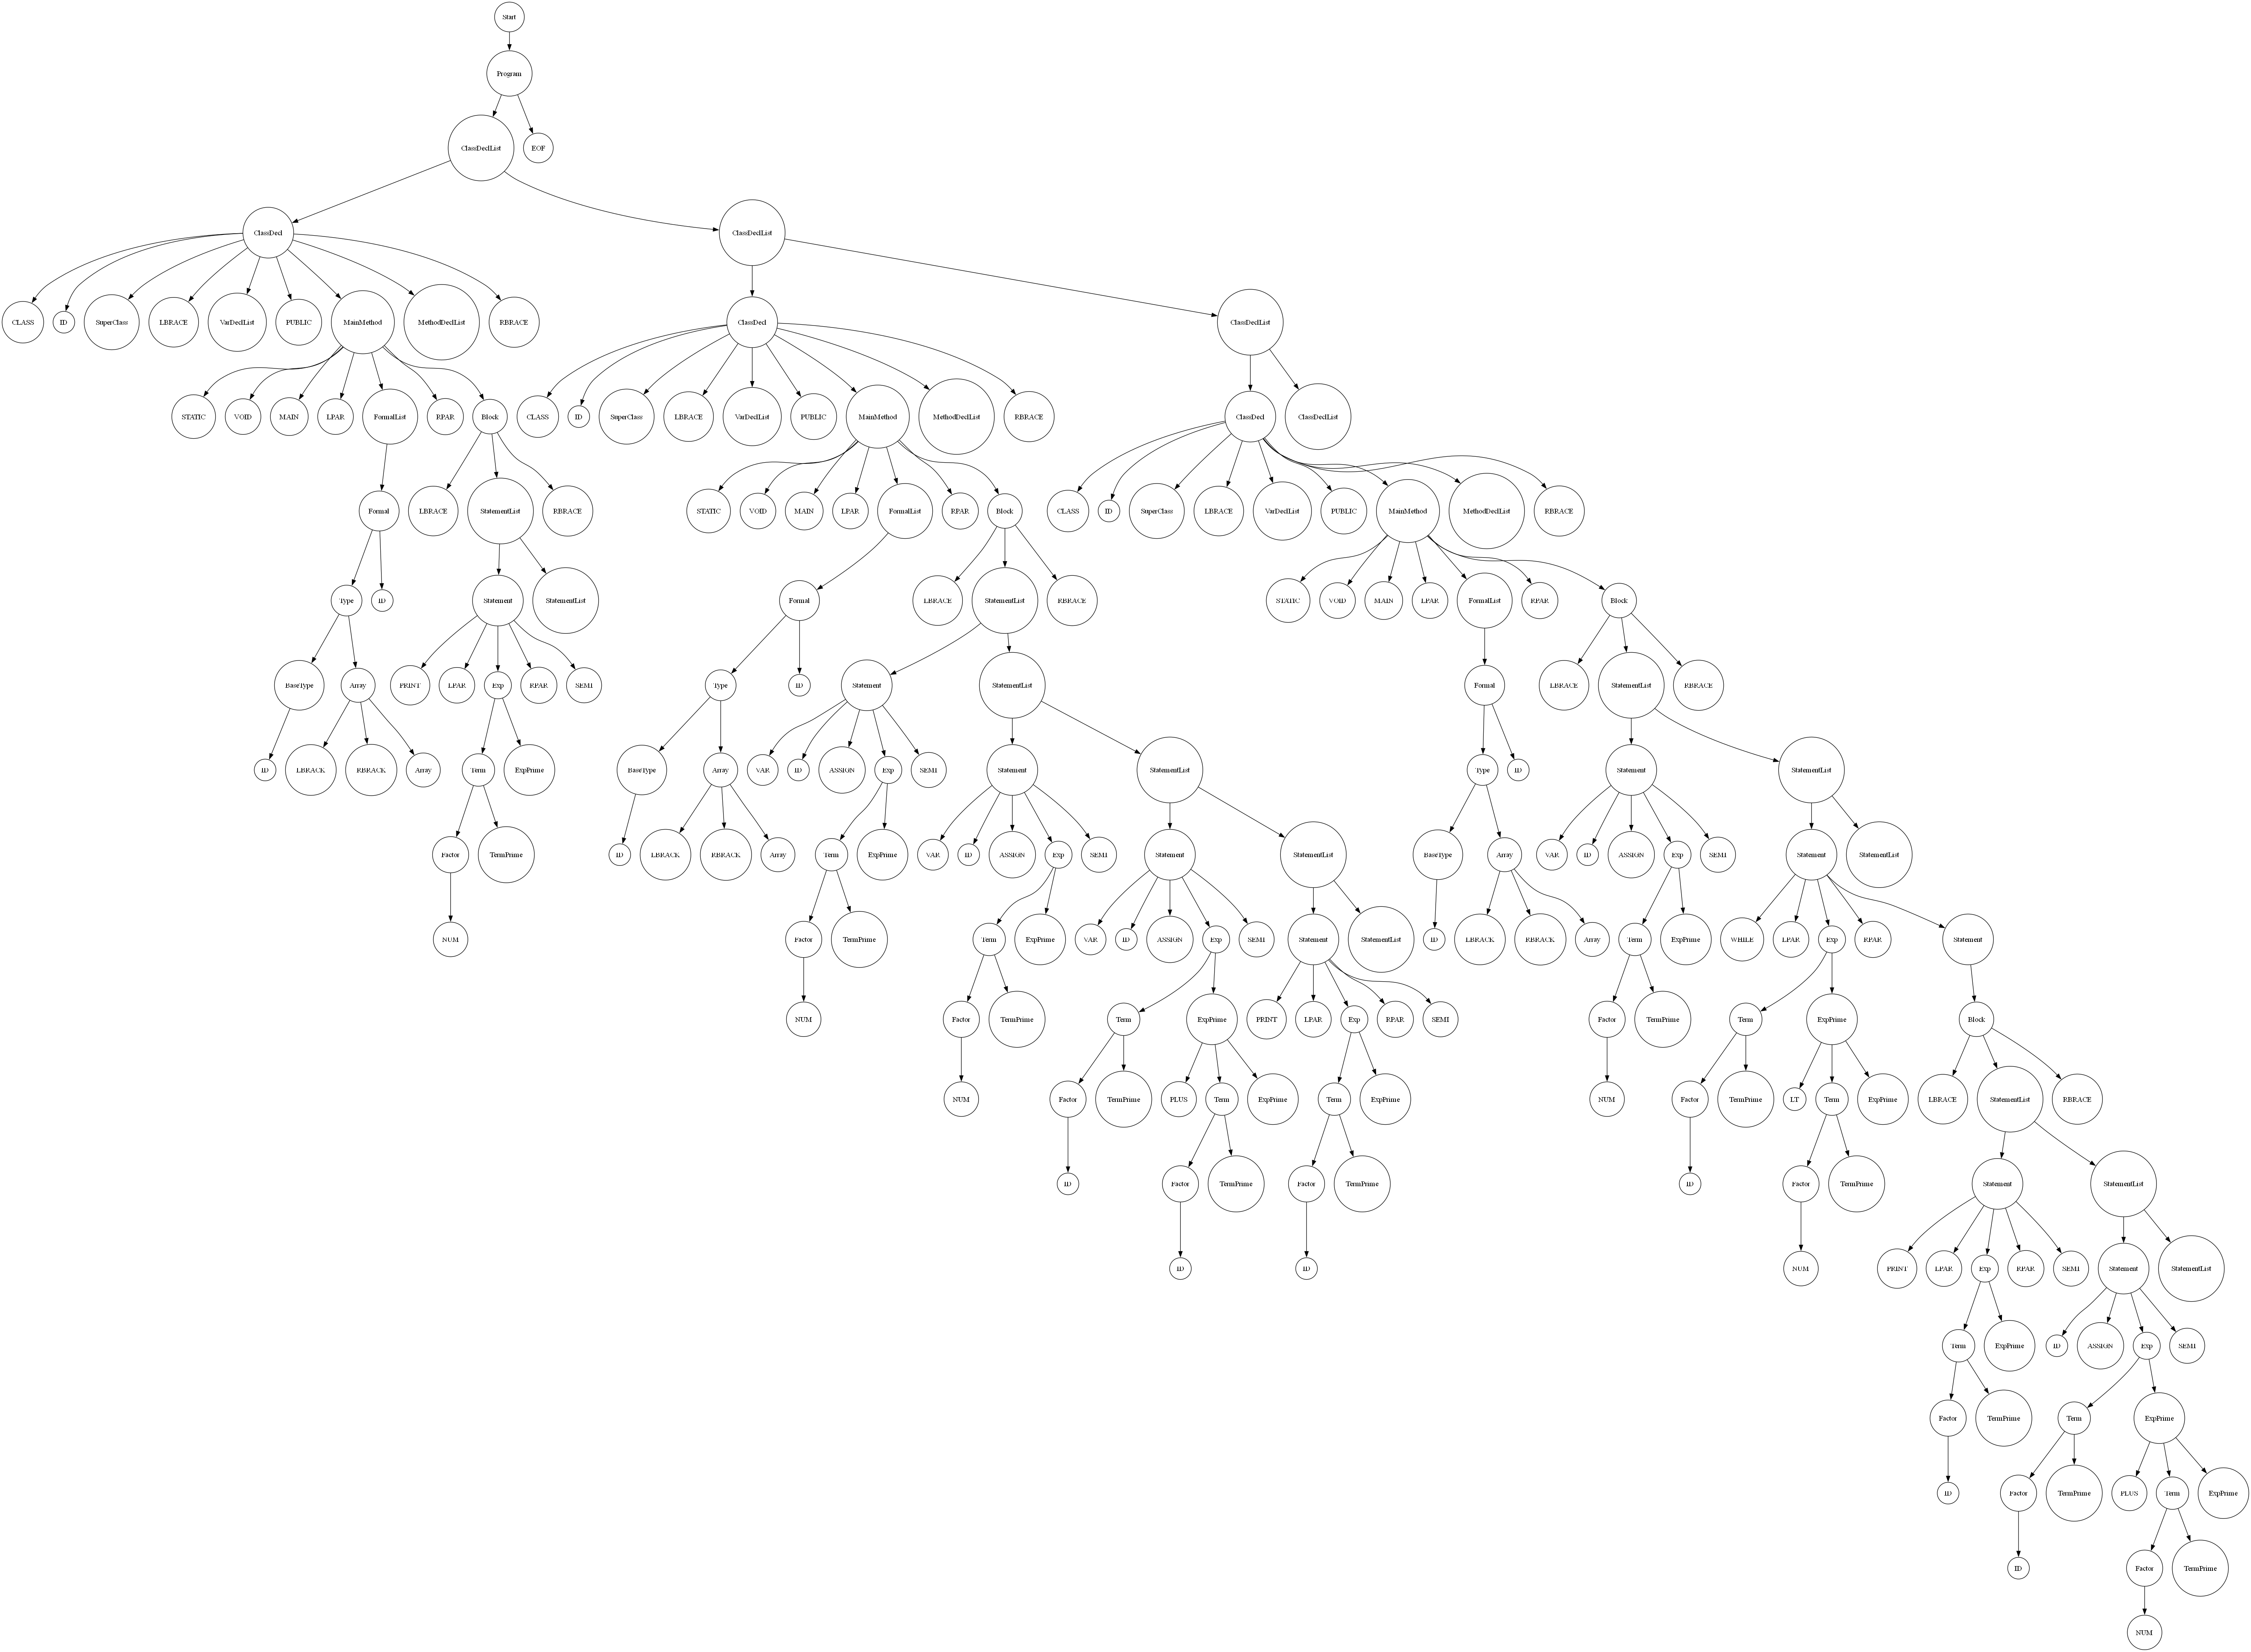 Start
Program
ClassDeclList EOF
ClassDecl ClassDeclList
CLASS ID SuperClass LBRACE VarDeclList PUBLIC MainMethod MethodDeclList RBRACE ClassDecl ClassDeclList
STATIC VOID MAIN LPAR FormalList RPAR Block CLASS ID SuperClass LBRACE VarDeclList PUBLIC MainMethod MethodDeclList RBRACE ClassDecl ClassDeclList
Formal LBRACE StatementList RBRACE STATIC VOID MAIN LPAR FormalList RPAR Block CLASS ID SuperClass LBRACE VarDeclList PUBLIC MainMethod MethodDeclList RBRACE
Type ID Statement StatementList Formal LBRACE StatementList RBRACE STATIC VOID MAIN LPAR FormalList RPAR Block
BaseType Array PRINT LPAR Exp RPAR SEMI Type ID Statement StatementList Formal LBRACE StatementList RBRACE
ID LBRACK RBRACK Array Term ExpPrime BaseType Array VAR ID ASSIGN Exp SEMI Statement StatementList Type ID Statement StatementList
Factor TermPrime ID LBRACK RBRACK Array Term ExpPrime VAR ID ASSIGN Exp SEMI Statement StatementList BaseType Array VAR ID ASSIGN Exp SEMI Statement StatementList
NUM Factor TermPrime Term ExpPrime VAR ID ASSIGN Exp SEMI Statement StatementList ID LBRACK RBRACK Array Term ExpPrime WHILE LPAR Exp RPAR Statement
NUM Factor TermPrime Term ExpPrime PRINT LPAR Exp RPAR SEMI Factor TermPrime Term ExpPrime Block
NUM Factor TermPrime PLUS Term ExpPrime Term ExpPrime NUM Factor TermPrime LT Term ExpPrime LBRACE StatementList RBRACE
ID Factor TermPrime Factor TermPrime ID Factor TermPrime Statement StatementList
ID ID NUM PRINT LPAR Exp RPAR SEMI Statement StatementList
Term ExpPrime ID ASSIGN Exp SEMI
Factor TermPrime Term ExpPrime
ID Factor TermPrime PLUS Term ExpPrime
ID Factor TermPrime
NUM